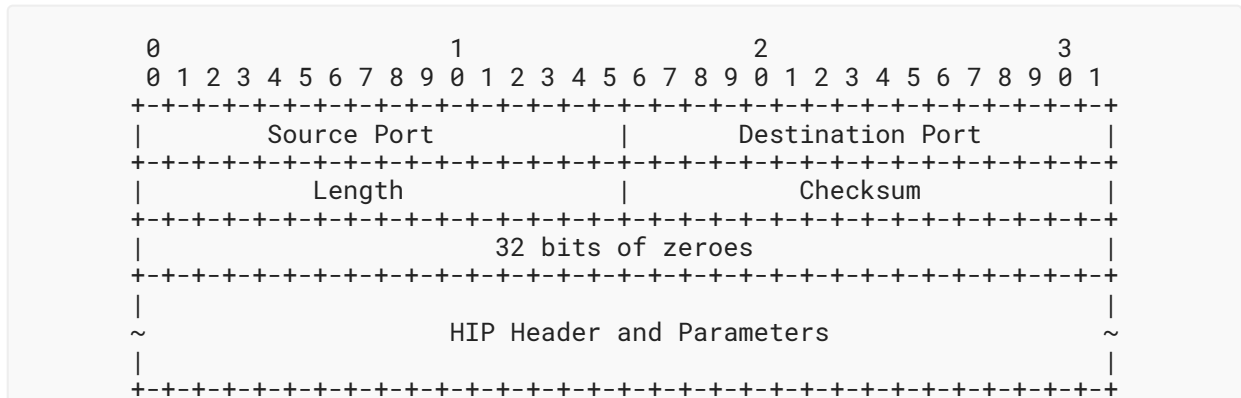 0                   1                   2                   3
 0 1 2 3 4 5 6 7 8 9 0 1 2 3 4 5 6 7 8 9 0 1 2 3 4 5 6 7 8 9 0 1
+-+-+-+-+-+-+-+-+-+-+-+-+-+-+-+-+-+-+-+-+-+-+-+-+-+-+-+-+-+-+-+-+
|        Source Port            |       Destination Port        |
+-+-+-+-+-+-+-+-+-+-+-+-+-+-+-+-+-+-+-+-+-+-+-+-+-+-+-+-+-+-+-+-+
|           Length              |           Checksum            |
+-+-+-+-+-+-+-+-+-+-+-+-+-+-+-+-+-+-+-+-+-+-+-+-+-+-+-+-+-+-+-+-+
|                       32 bits of zeroes                       |
+-+-+-+-+-+-+-+-+-+-+-+-+-+-+-+-+-+-+-+-+-+-+-+-+-+-+-+-+-+-+-+-+
|                                                               |
~                    HIP Header and Parameters                  ~
|                                                               |
+-+-+-+-+-+-+-+-+-+-+-+-+-+-+-+-+-+-+-+-+-+-+-+-+-+-+-+-+-+-+-+-+